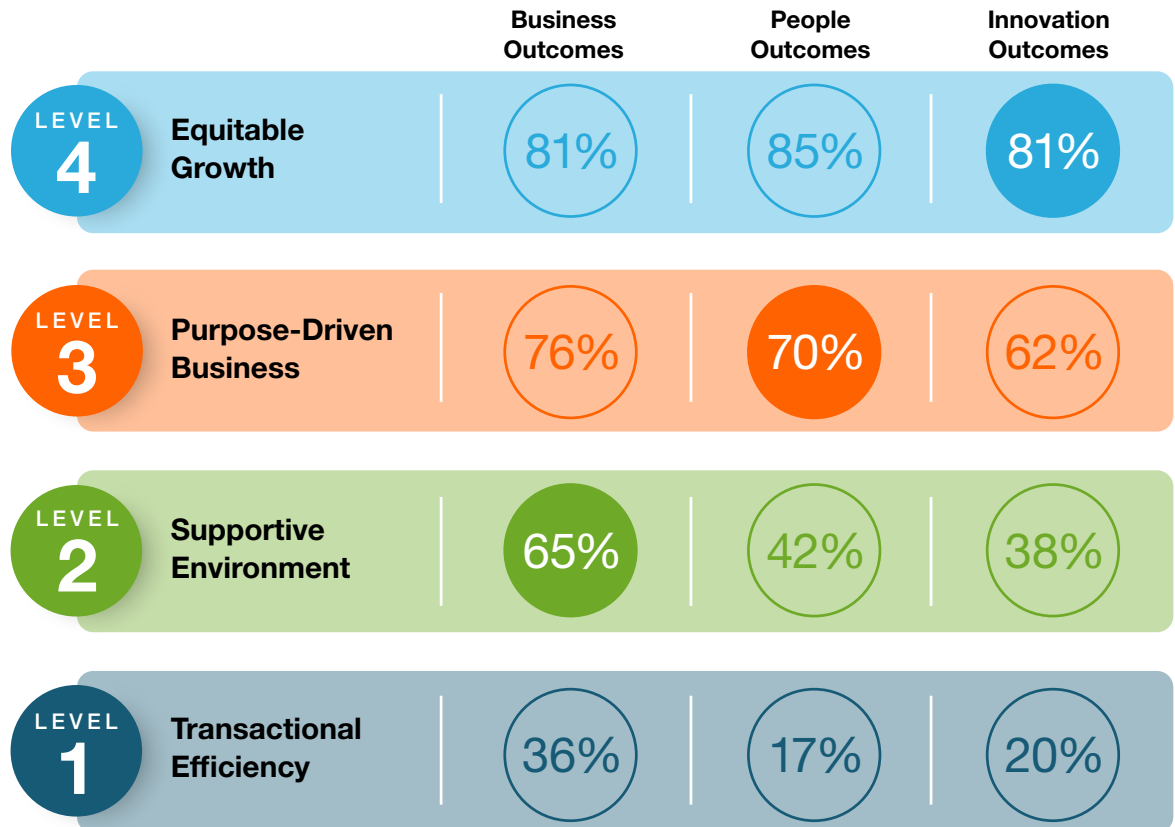 Business
Outcomes
People
Outcomes
Innovation
Outcomes
LEVEL
4
Equitable
Growth
81%
85%
81%
LEVEL
3
Purpose-Driven
Business
76%
70%
62%
LEVEL
2
Supportive
Environment
65%
42%
38%
LEVEL
1
Transactional
Efficiency
36%
17%
20%